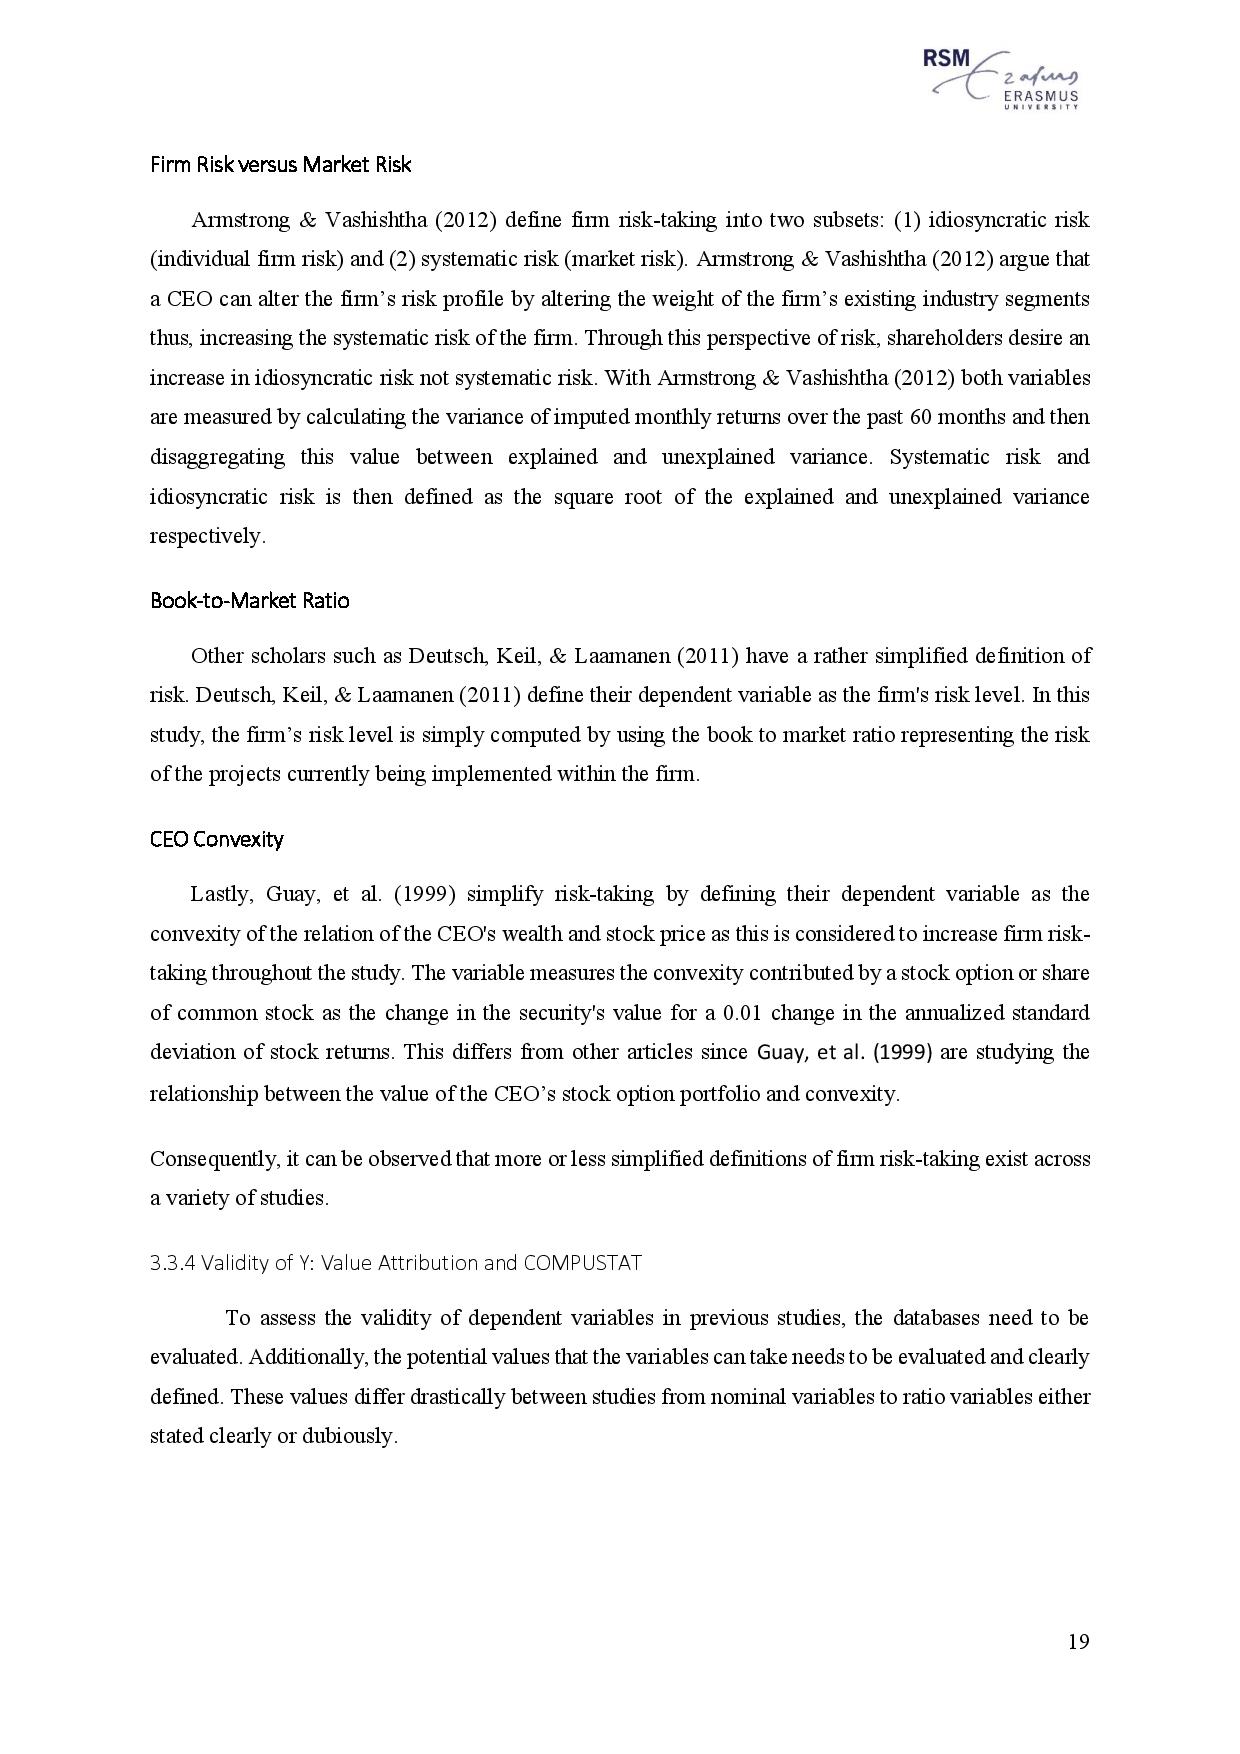 RSM
Erasmus
ERASMUS
UNIVERSITY
Firm Risk versus Market Risk
Armstrong & Vashishtha (2012) define firm risk-taking into two subsets: (1) idiosyncratic risk
(individual firm risk) and (2) systematic risk (market risk). Armstrong & Vashishtha (2012) argue that
a CEO can alter the firm’s risk profile by altering the weight of the firm’s existing industry segments
thus, increasing the systematic risk of the firm. Through this perspective of risk, shareholders desire an
increase in idiosyncratic risk not systematic risk. With Armstrong & Vashishtha (2012) both variables
are measured by calculating the variance of imputed monthly returns over the past 60 months and then
disaggregating this value between explained and unexplained variance. Systematic risk and
idiosyncratic risk is then defined as the square root of the explained and unexplained variance
respectively.
Book-to-Market Ratio
Other scholars such as Deutsch, Keil, & Laamanen (2011) have a rather simplified definition of
risk. Deutsch, Keil, & Laamanen (2011) define their dependent variable as the firm's risk level. In this
study, the firm’s risk level is simply computed by using the book to market ratio representing the risk
of the projects currently being implemented within the firm.
CEO Convexity
Lastly, Guay, et al. (1999) simplify risk-taking by defining their dependent variable as the
convexity of the relation of the CEO's wealth and stock price as this is considered to increase firm risk-
taking throughout the study. The variable measures the convexity contributed by a stock option or share
of common stock as the change in the security's value for a 0.01 change in the annualized standard
deviation of stock returns. This differs from other articles since Guay, et al. (1999) are studying the
relationship between the value of the CEO’s stock option portfolio and convexity.
Consequently, it can be observed that more or less simplified definitions of firm risk-taking exist across
a variety of studies.
3.3.4 Validity of Y: Value Attribution and COMPUSTAT
To assess the validity of dependent variables in previous studies, the databases need to be
evaluated. Additionally, the potential values that the variables can take needs to be evaluated and clearly
defined. These values differ drastically between studies from nominal variables to ratio variables either
stated clearly or dubiously.
19